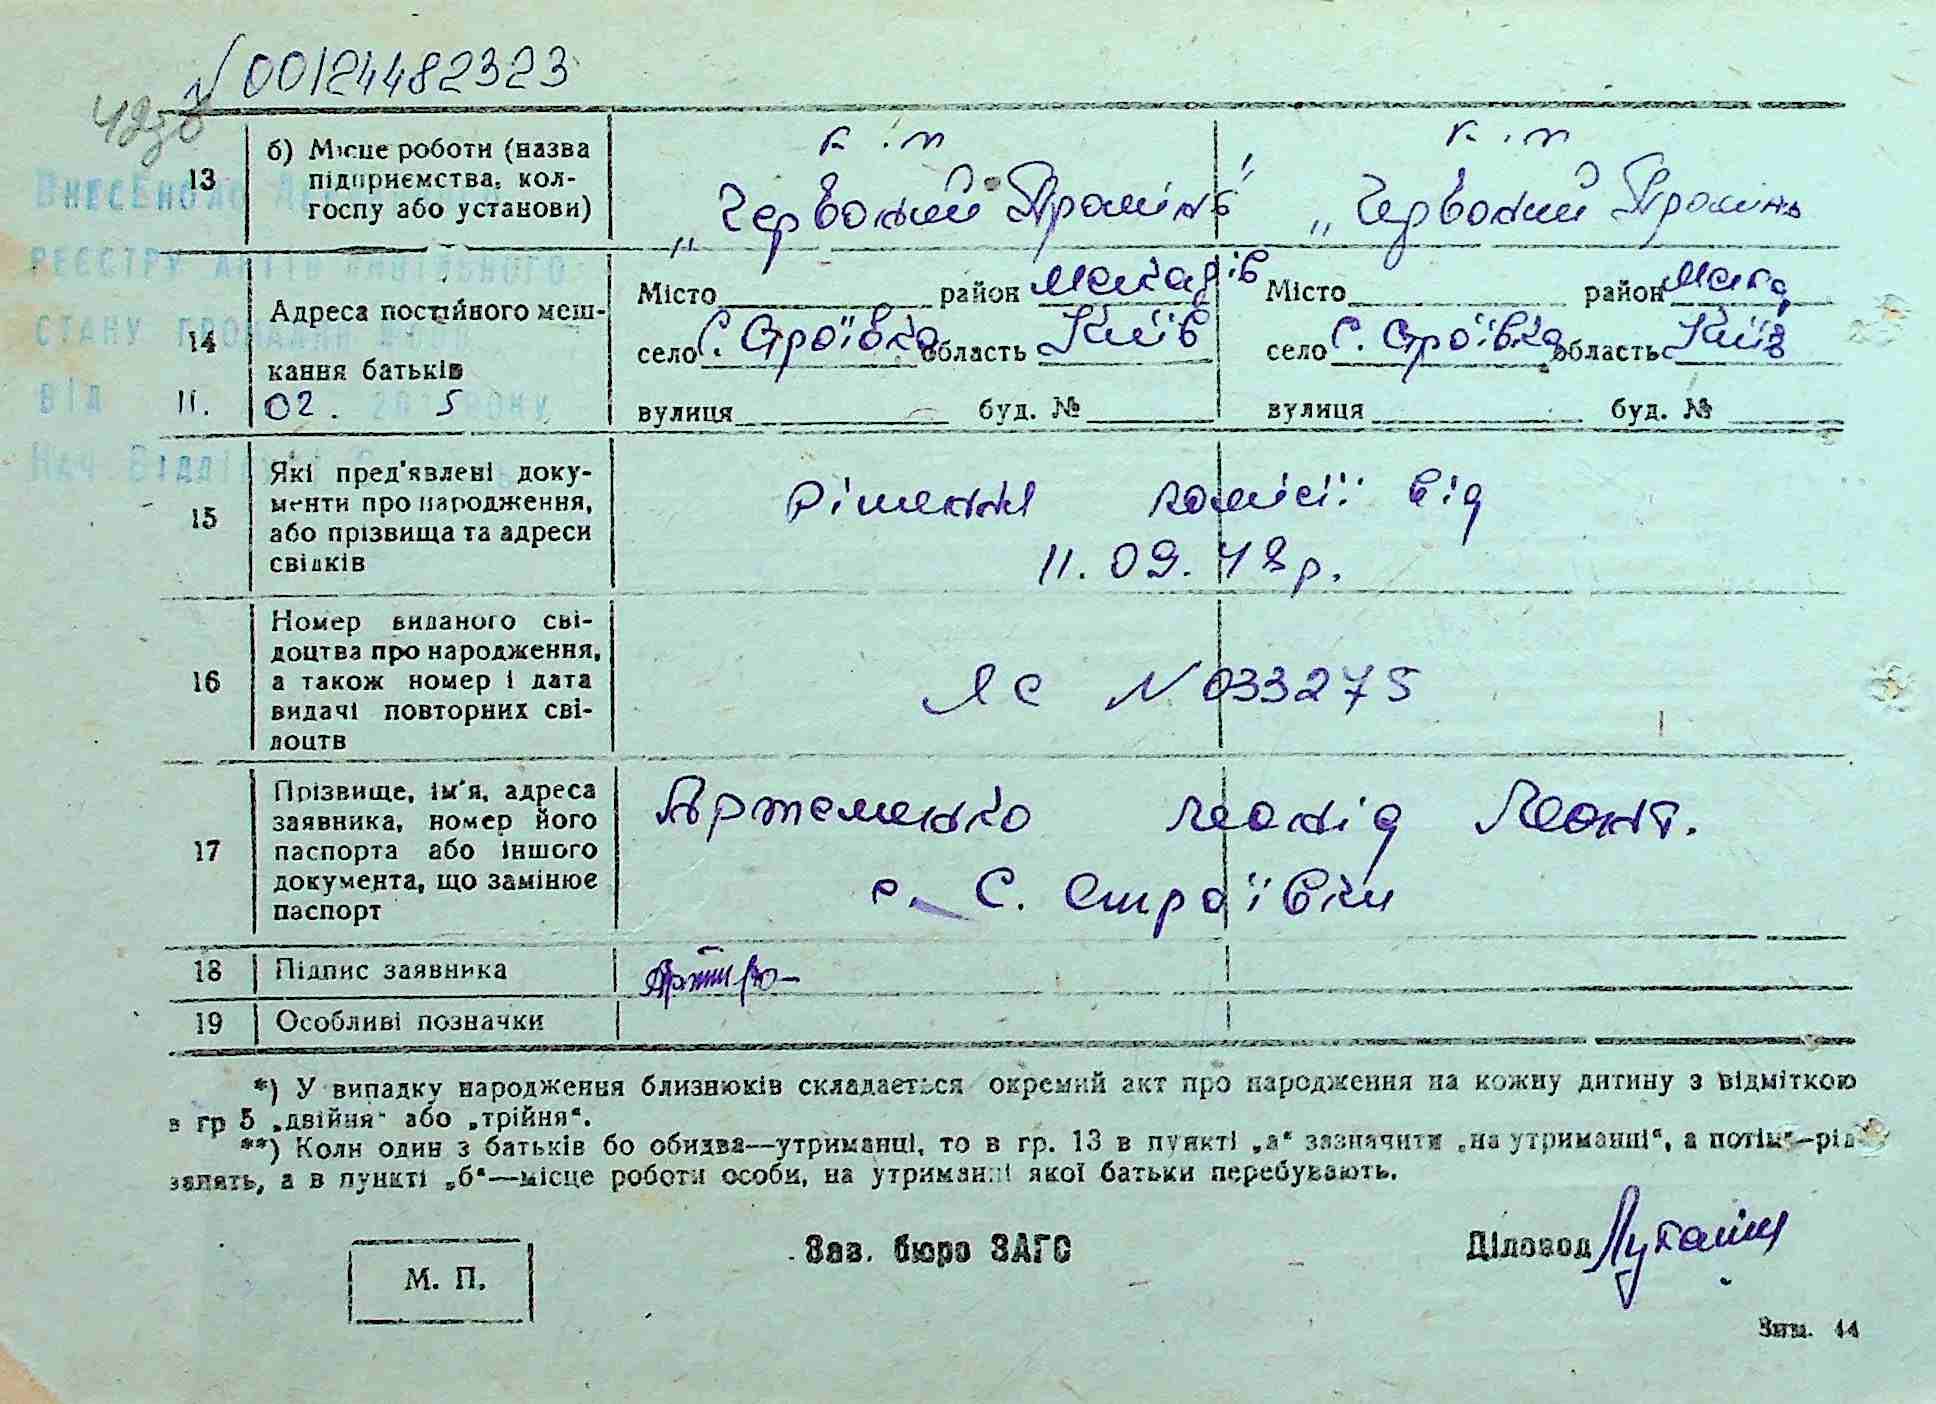 N 00124482323
13
б) Місце роботи (назва
підприємства, кол-
госпу або установи)
к. п
„Червоний Промінь"
к. п
„Червоний Промінь
Внесено до
реєстру актів цивільного
стану громадян
від 11. 02. 20 5 року
Нач. Відділу
14
Адреса постійного меш-
кання батьків
Місто район Макарів
село С. Строївка область Київ
вулиця буд. №
Місто район Мака
село С. Строївка область Київ
вулиця буд. №
15
Які пред'явлені доку-
менти про народження,
або прізвища та адреси
свідків
рішення комісії від
11. 09. 48 р.
16
Номер виданого сві-
доцтва про народження,
а також номер і дата
видачі повторних сві-
доцтв
ЯС N 033275
17
Прізвище, ім'я, адреса
заявника, номер його
паспорта або іншого
документа, що замінює
паспорт
Артеменко Леонід Леонт.
с. Строївки
18
Підпис заявника
19
Особливі позначки
*) У випадку народження близнюків складається окремий акт про народження на кожну дитину з відміткою
в гр 5 „двійня" або „трійня".
**) Коли один з батьків бо обидва—утриманці, то в гр. 13 в пункті „а" зазначити „на утриманні", а потім—рід
занять, а в пункті „б"—місце роботи особи, на утриманні якої батьки перебувають.
М. П.
Зав. бюро ЗАГС
Діловод
Зам. 44